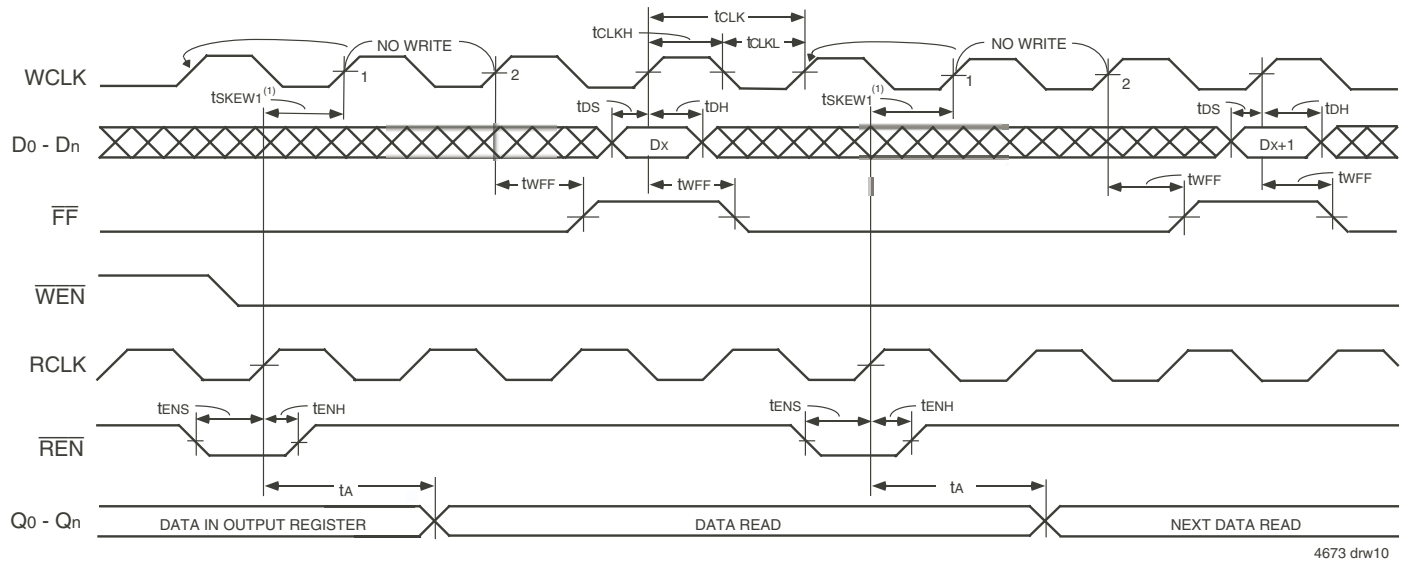 tCLK
tCLKH
tCLKL
NO WRITE
NO WRITE
WCLK
1
2
1
2
tSKEW1(1)
tDS
tDH
tSKEW1(1)
tDS
tDH
D0 - Dn
Dx
Dx+1
tWFF
tWFF
tWFF
tWFF
FF
WEN
RCLK
tENS
tENH
tENS
tENH
REN
tA
tA
Q0 - Qn
DATA IN OUTPUT REGISTER
DATA READ
NEXT DATA READ
4673 drw10